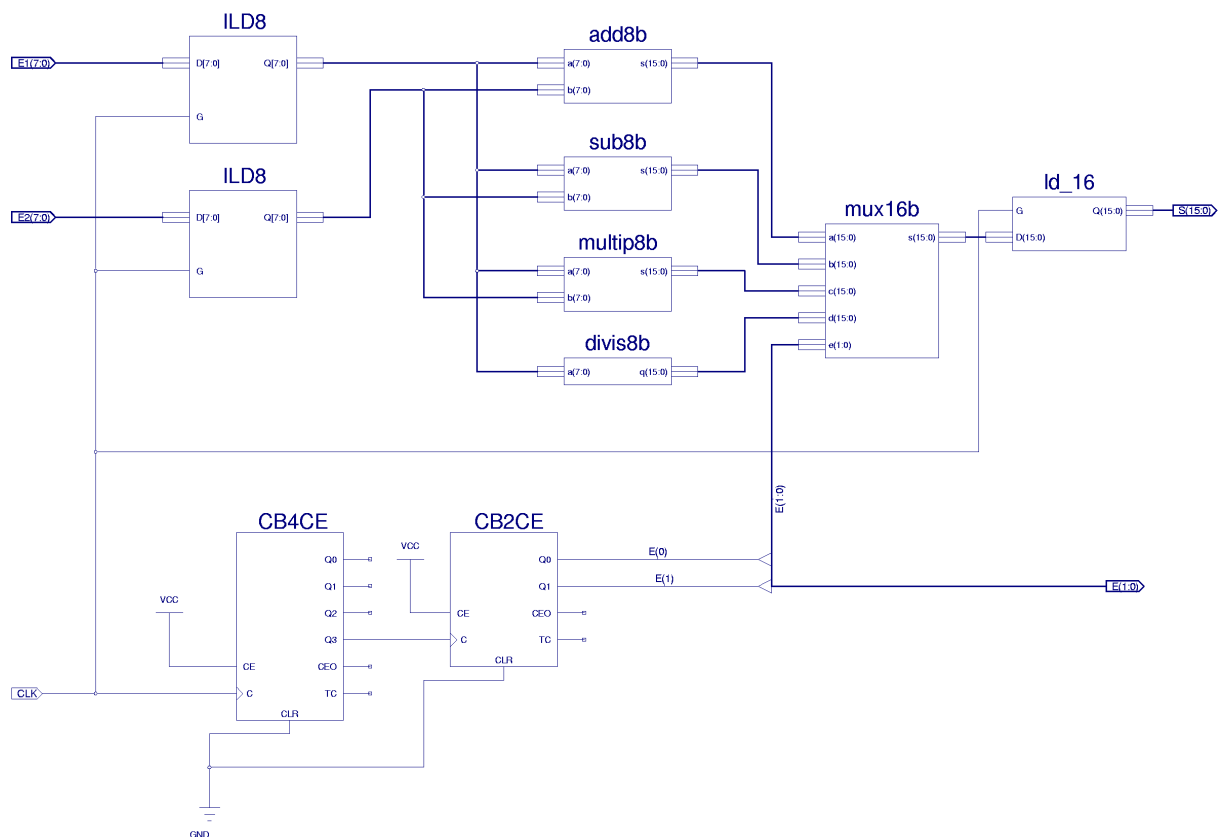 ILD8
E1(7:0)
D[7:0]
Q[7:0]
G
ILD8
E2(7:0)
D[7:0]
Q[7:0]
G
add8b
a(7:0)
s(15:0)
b(7:0)
sub8b
a(7:0)
s(15:0)
b(7:0)
multip8b
a(7:0)
s(15:0)
b(7:0)
divis8b
a(7:0)
q(15:0)
mux16b
a(15:0)
s(15:0)
b(15:0)
c(15:0)
d(15:0)
e(1:0)
ld_16
G
Q(15:0)
D(15:0)
S(15:0)
E(1:0)
CB4CE
Q0
Q1
Q2
Q3
VCC
CE
CEO
CLK
C
TC
CLR
CB2CE
VCC
Q0
E(0)
Q1
E(1)
E(1:0)
CE
CEO
C
TC
CLR
GND